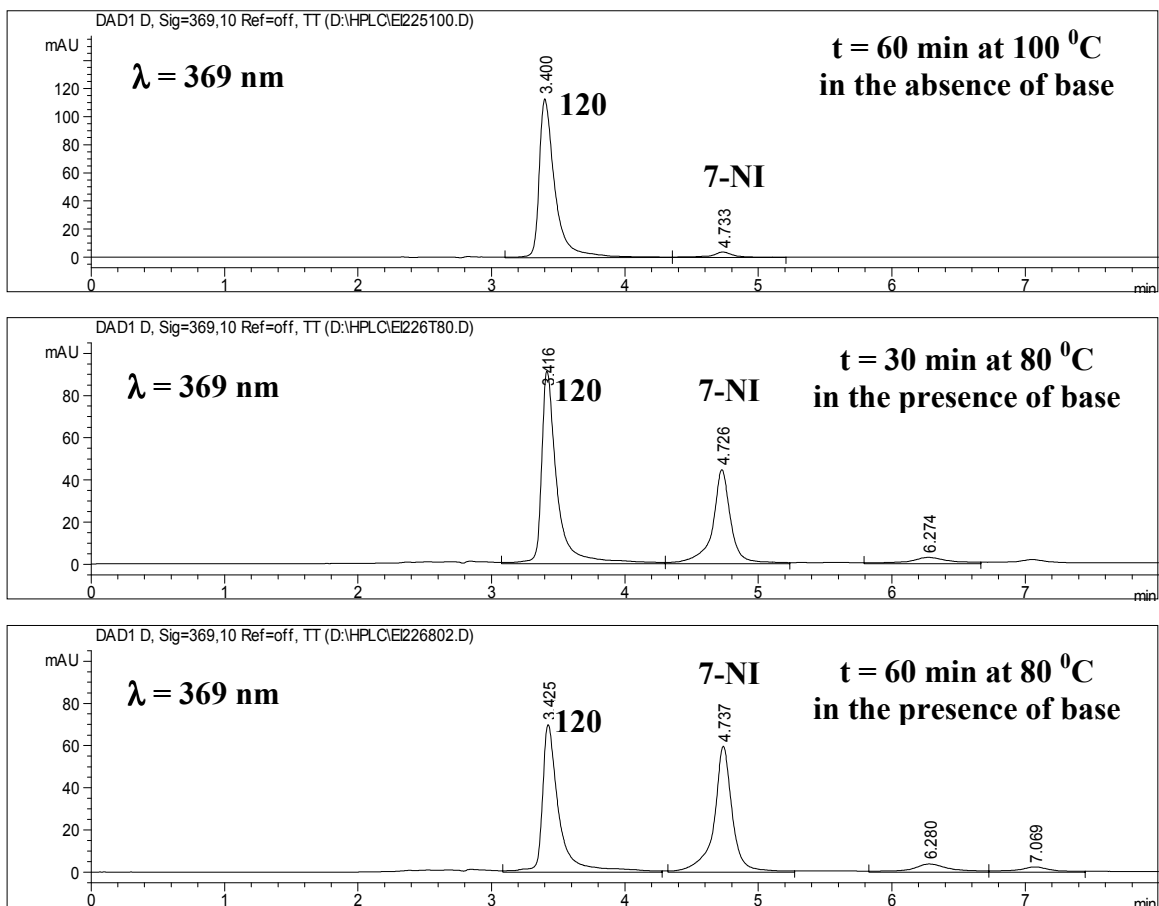 DAD1 D, Sig=369,10 Ref=off, TT (D:\HPLC\EI225100.D)
mAU
λ = 369 nm
t = 60 min at 100 ⁰C
in the absence of base
3.400
120
7-NI
4.733
120
100
80
60
40
20
0
0 1 2 3 4 5 6 7 min
DAD1 D, Sig=369,10 Ref=off, TT (D:\HPLC\EI226T80.D)
mAU
λ = 369 nm
t = 30 min at 80 ⁰C
in the presence of base
3.416
120
7-NI
4.726
6.274
80
60
40
20
0
0 1 2 3 4 5 6 7 min
DAD1 D, Sig=369,10 Ref=off, TT (D:\HPLC\EI226802.D)
mAU
λ = 369 nm
t = 60 min at 80 ⁰C
in the presence of base
3.425
120
7-NI
4.737
6.280
7.069
80
60
40
20
0
0 1 2 3 4 5 6 7 min